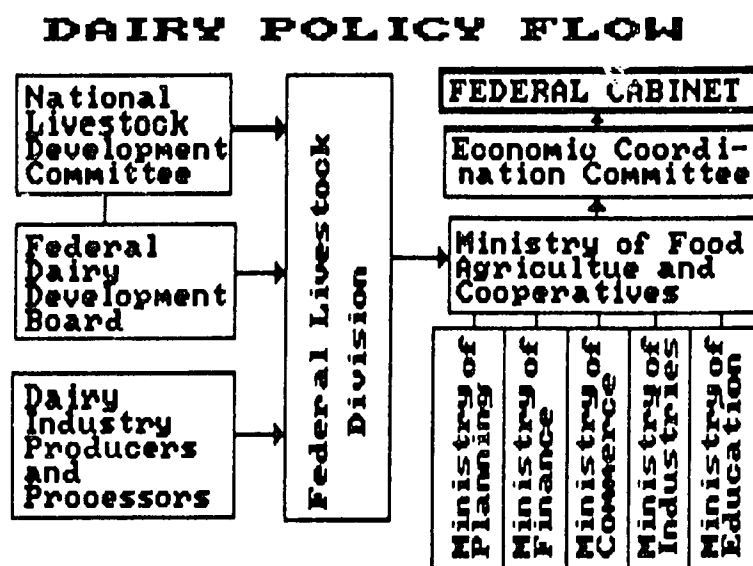 DAIRY POLICY FLOW
National
Livestock
Development
Committee
Federal
Dairy
Development
Board
Dairy
Industry
Producers
and
Processors
Federal Livestock
Division
FEDERAL CABINET
Economic Coordi-
nation Committee
Ministry of Food
Agricultue and
Cooperatives
Ministry of
Planning
Ministry of
Finance
Ministry of
Commerce
Ministry of
Industries
Ministry of
Education